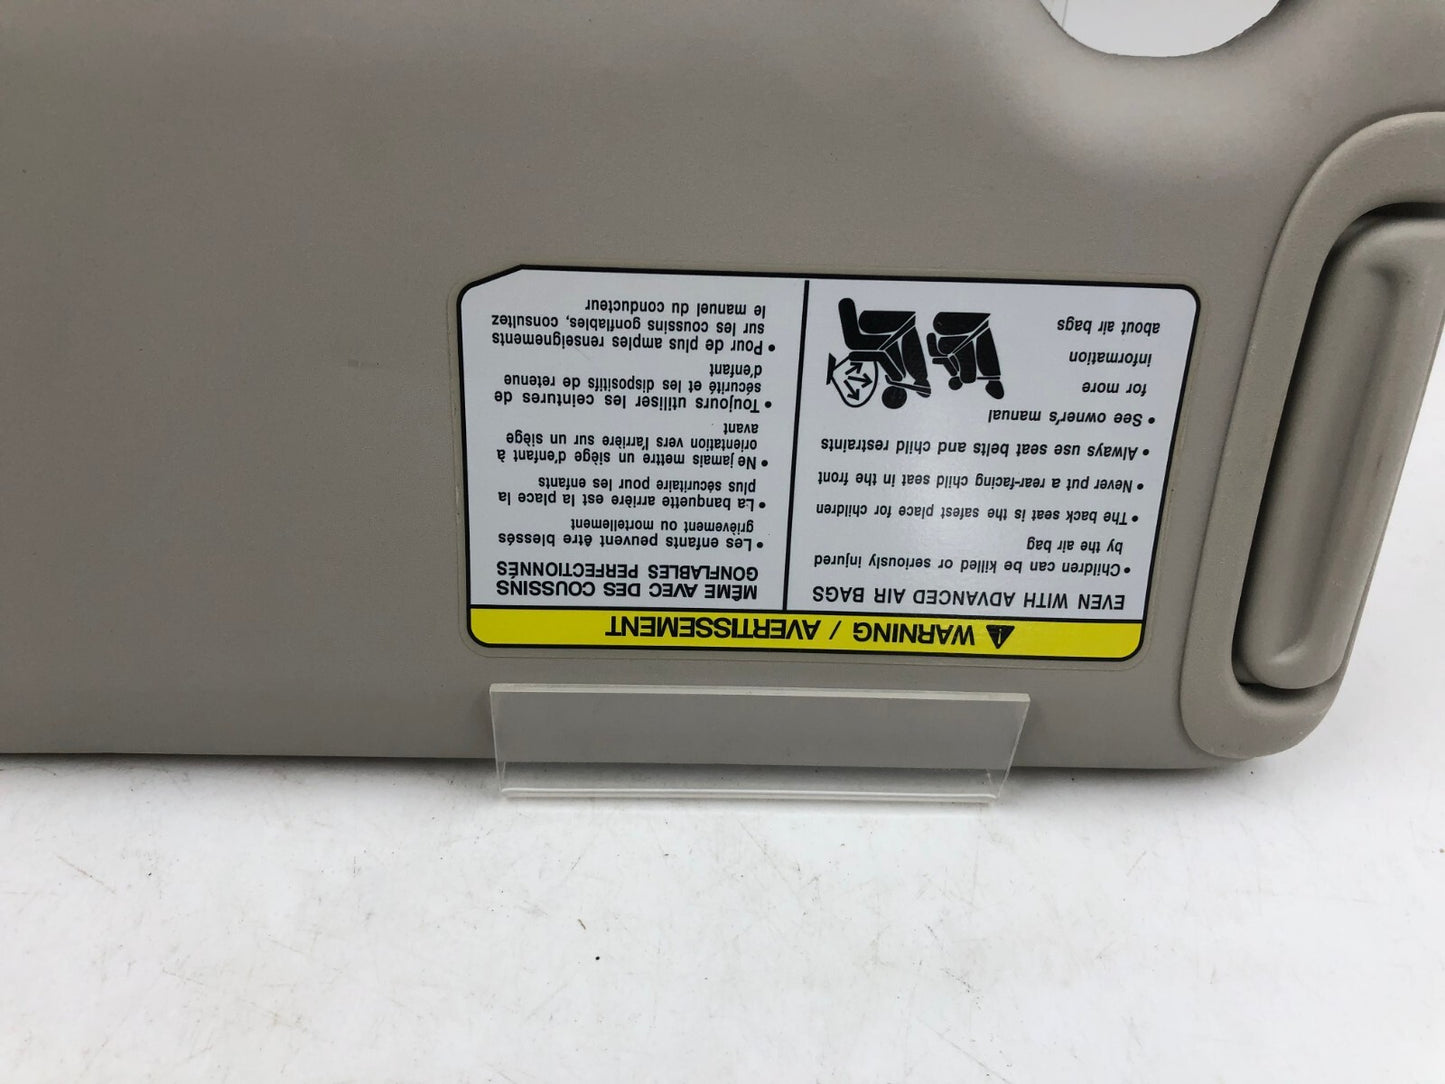 ⚠ WARNING / AVERTISSEMENT
EVEN WITH ADVANCED AIR BAGS
• Children can be killed or seriously injured
by the air bag
• The back seat is the safest place for children
• Never put a rear-facing child seat in the front
• Always use seat belts and child restraints
• See owner's manual
for more
information
about air bags
MÊME AVEC DES COUSSINS
GONFLABLES PERFECTIONNÉS
• Les enfants peuvent être blessés
grièvement ou mortellement
• La banquette arrière est la place la
plus sécuritaire pour les enfants
• Ne jamais mettre un siège d'enfant à
orientation vers l'arrière sur un siège
avant
• Toujours utiliser les ceintures de
sécurité et les dispositifs de retenue
d'enfant
• Pour de plus amples renseignements
sur les coussins gonflables, consultez
le manuel du conducteur